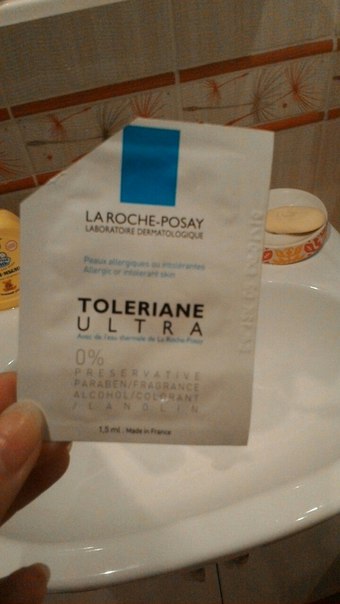 LA ROCHE-POSAY
LABORATOIRE DERMATOLOGIQUE
Peaux allergiques ou intolérantes
Allergic or intolerant skin
TOLERIANE
ULTRA
Avec de l'eau thermale de La Roche-Posay
0%
PRESERVATIVE
PARABEN/FRAGRANCE
ALCOHOL/COLORANT
/LANOLIN
1,5 ml. Made in France